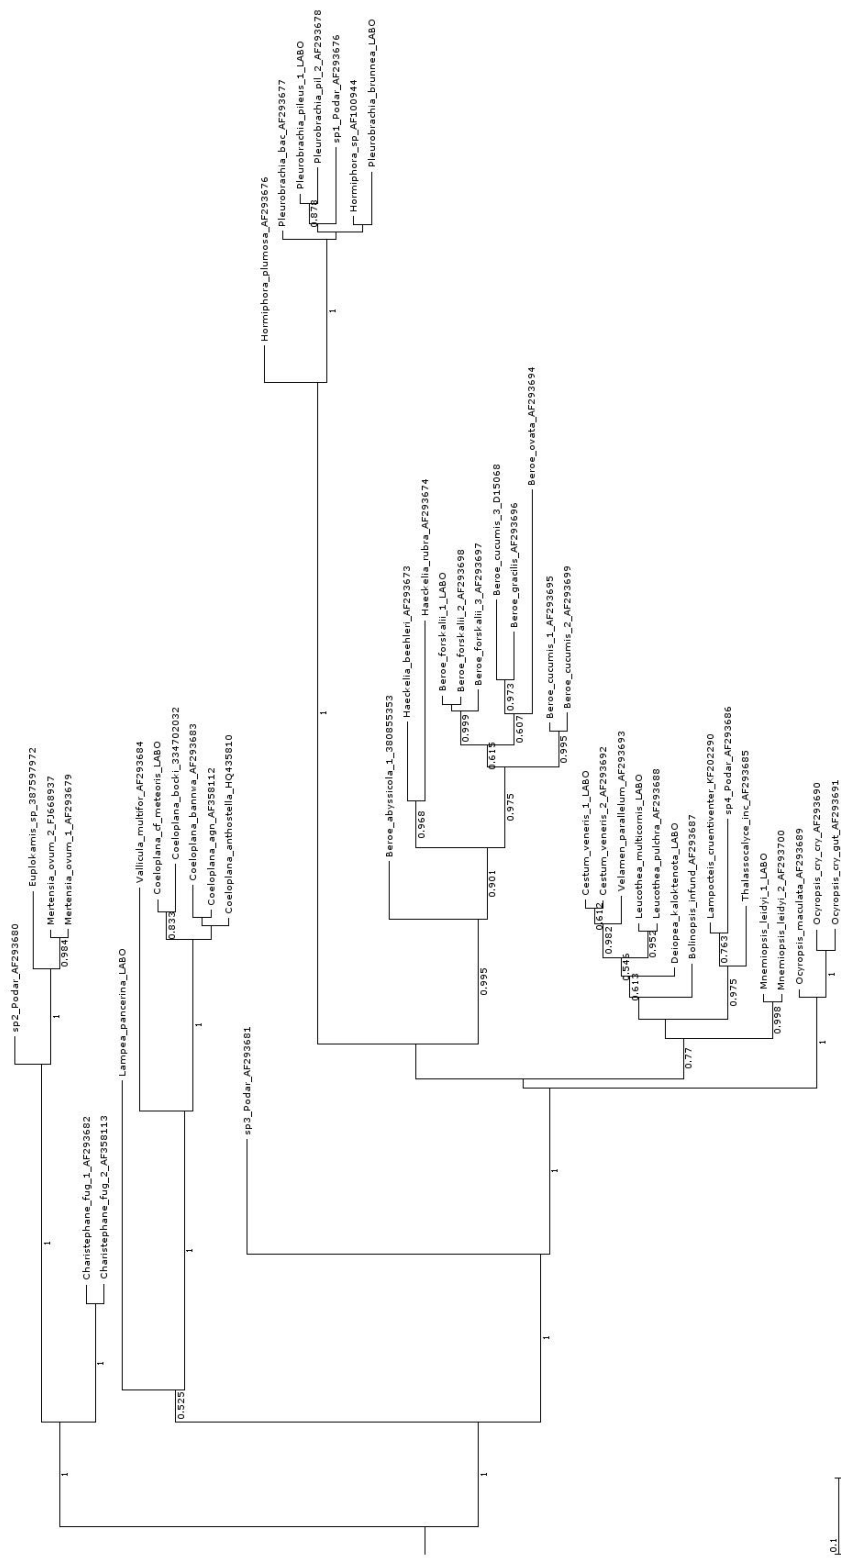 sp2_Podar_AF293680
Euplokamis_sp_387597972
Mertensia_ovum_2_FJ668937
Mertensia_ovum_1_AF293679
0.984
1
1
Charistephane_fug_1_AF293682
Charistephane_fug_2_AF358113
1
1
Lampea_pancerina_LABO
Vallicula_multifor_AF293684
Coeloplana_cf_meteoris_LABO
Coeloplana_bocki_334702032
0.833
Coeloplana_bannwa_AF293683
Coeloplana_agn_AF358112
Coeloplana_anthostella_HQ435810
1
1
0.525
sp3_Podar_AF293681
Hormiphora_plumosa_AF293676
Pleurobrachia_bac_AF293677
Pleurobrachia_pileus_1_LABO
Pleurobrachia_pil_2_AF293678
0.878
sp1_Podar_AF293676
Hormiphora_sp_AF100944
Pleurobrachia_brunnea_LABO
1
1
Beroe_abyssicola_1_380855353
Haeckelia_beehleri_AF293673
Haeckelia_rubra_AF293674
0.968
Beroe_forskalii_1_LABO
Beroe_forskalii_2_AF293698
Beroe_forskalii_3_AF293697
0.999
Beroe_cucumis_3_D15068
Beroe_gracilis_AF293696
0.973
Beroe_ovata_AF293694
0.607
0.615
Beroe_cucumis_1_AF293695
Beroe_cucumis_2_AF293699
0.995
0.975
0.901
0.995
Cestum_veneris_1_LABO
Cestum_veneris_2_AF293692
0.612
Velamen_parallelum_AF293693
0.982
Leucothea_multicornis_LABO
Leucothea_pulchra_AF293688
0.952
0.546
Deiopea_kaloktenota_LABO
0.613
Bolinopsis_infund_AF293687
Lampocteis_cruentiventer_KF202290
sp4_Podar_AF293686
0.763
Thalassocalyce_inc_AF293685
0.975
Mnemiopsis_leidyi_1_LABO
Mnemiopsis_leidyi_2_AF293700
0.998
0.77
Ocyropsis_maculata_AF293689
Ocyropsis_cry_cry_AF293690
Ocyropsis_cry_gut_AF293691
1
1
1
1
1
0.1